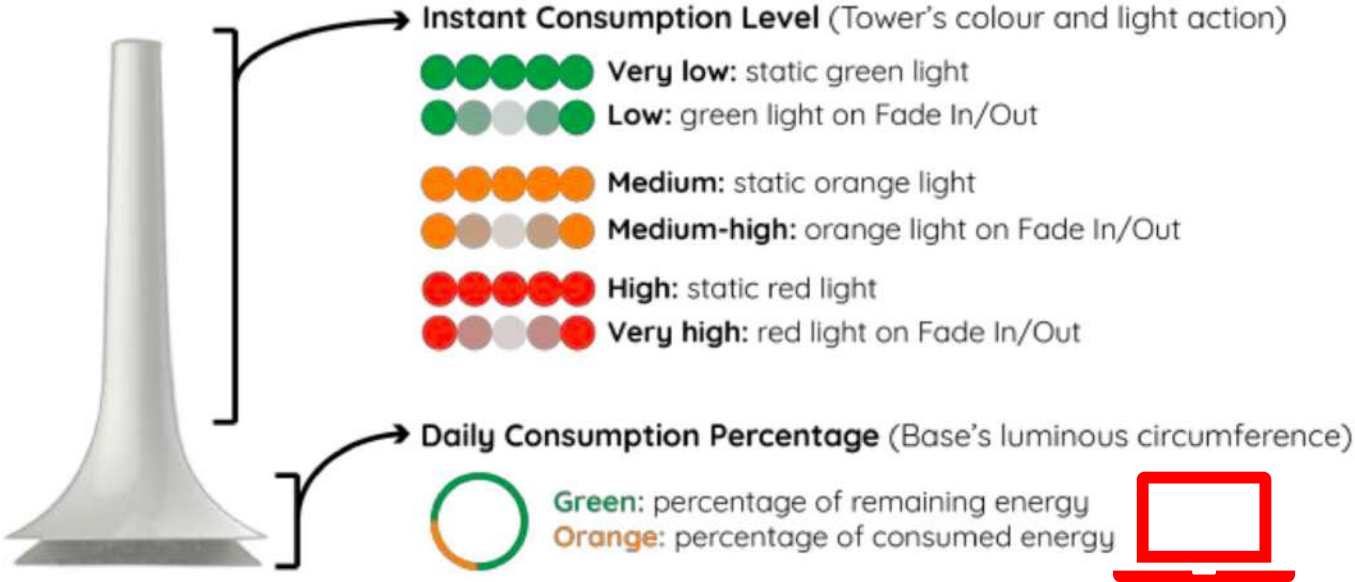 Instant Consumption Level (Tower's colour and light action)
Very low: static green light
Low: green light on Fade In/Out
Medium: static orange light
Medium-high: orange light on Fade In/Out
High: static red light
Very high: red light on Fade In/Out
Daily Consumption Percentage (Base's luminous circumference)
Green: percentage of remaining energy
Orange: percentage of consumed energy